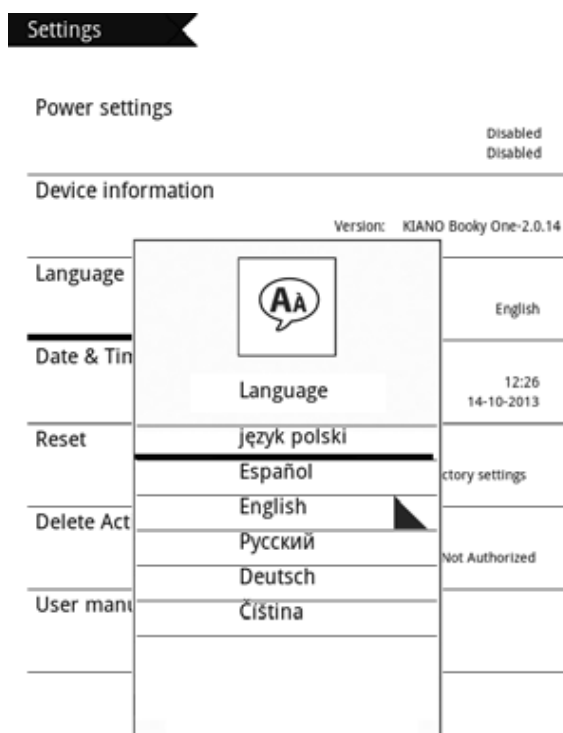 Settings
Power settings
Disabled
Disabled
Device information
Version: KIANO Booky One-2.0.14
Language
English
Date & Tim
12:26
14-10-2013
Reset
ctory settings
Delete Act
Not Authorized
User manu
Aà
Language
język polski
Español
English
Русский
Deutsch
Číština